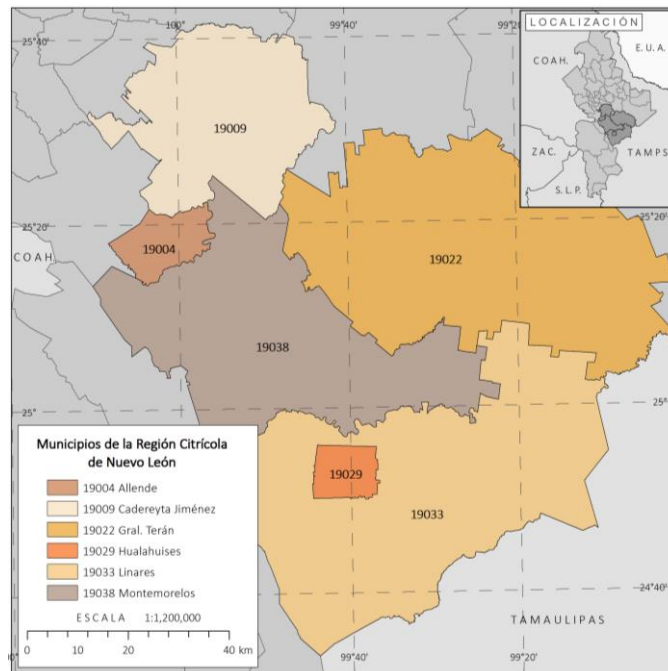 100°
99°40'
99°20'
25°40'
LOCALIZACIÓN
E.U.A.
COAH.
ZAC.
TAMPS
S.L.P.
19009
25°20'
25°20'
19004
COAH
19022
19038
25°
25°
Municipios de la Región Citrícola
de Nuevo León
19004 Allende
19009 Cadereyta Jiménez
19022 Gral. Terán
19029 Hualahuises
19033 Linares
19038 Montemorelos
ESCALA 1:1,200,000
0 10 20 30 40 km
19029
19033
24°40'
TAMAULIPAS
99°40'
99°20'